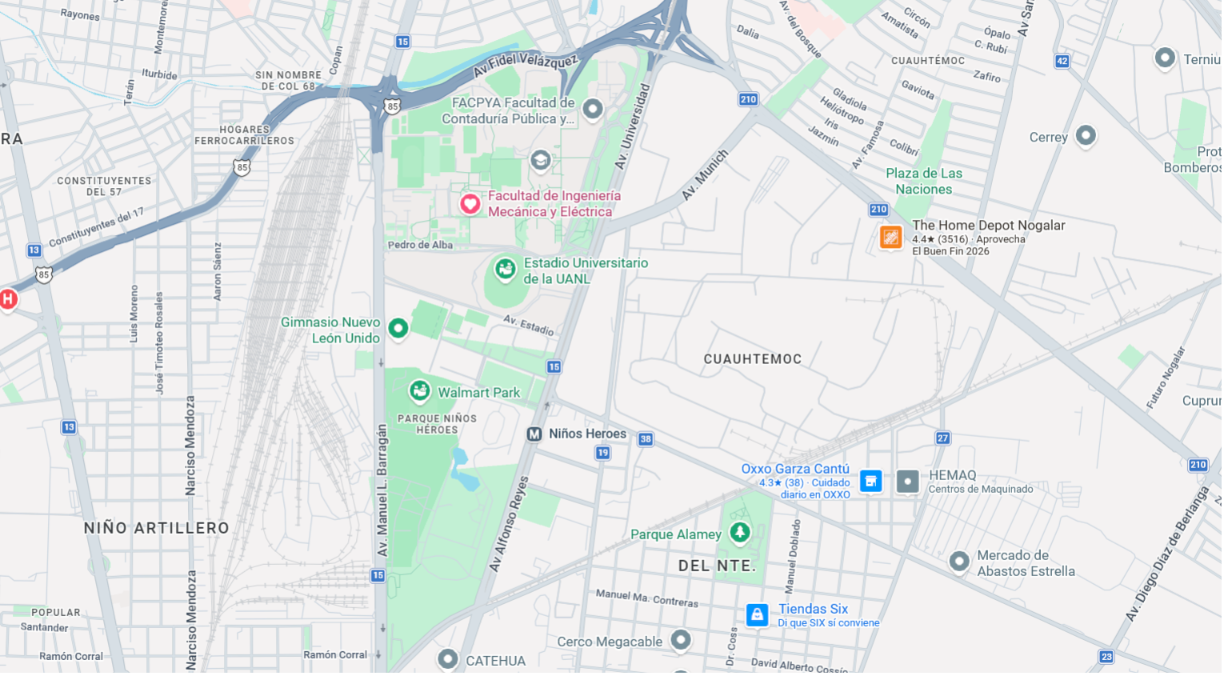 Rayones
Montemore
Copan
15
Av. del Bosque
Dalia
Circón
Amatista
Ópalo
C. Rubi
Av San
42
Terniu
CUAUHTÉMOC
Zafiro
Iturbide
Terán
SIN NOMBRE
DE COL 68
Av Fidel Velázquez
85
FACPYA Facultad de
Contaduría Pública y...
Av. Universidad
210
Gladiola
Heliótropo
Iris
Jazmín
Gaviota
Av. Famosa
Colibrí
Cerrey
Prot
Bomberos
RA
HOGARES
FERROCARRILEROS
85
CONSTITUYENTES
DEL 57
Av. Munich
Plaza de Las
Naciones
Facultad de Ingeniería
Mecánica y Eléctrica
210
Constituyentes del 17
13
85
Pedro de Alba
The Home Depot Nogalar
4.4★ (3516) · Aprovecha
El Buen Fin 2026
Aaron Sáenz
Estadio Universitario
de la UANL
H
Luis Moreno
José Timoteo Rosales
Gimnasio Nuevo
León Unido
Av. Estadio
15
CUAUHTEMOC
Futuro Nogalar
Walmart Park
PARQUE NIÑOS
HÉROES
Cuprum
13
Narciso Mendoza
Av. Manuel L. Barragán
M
Niños Heroes
38
19
27
210
Oxxo Garza Cantú
4.3★ (38) · Cuidado
diario en OXXO
HEMAQ
Centros de Maquinado
NIÑO ARTILLERO
Av Alfonso Reyes
Parque Alamey
DEL NTE.
Manuel Doblado
Mercado de
Abastos Estrella
Av. Diego Díaz de Berlanga
15
Narciso Mendoza
Manuel Ma. Contreras
POPULAR
Santander
Tiendas Six
Di que SIX sí conviene
Ramón Corral
Ramón Corral
Cerco Megacable
Dr. Coss
CATEHUA
David Alberto Cossío
23